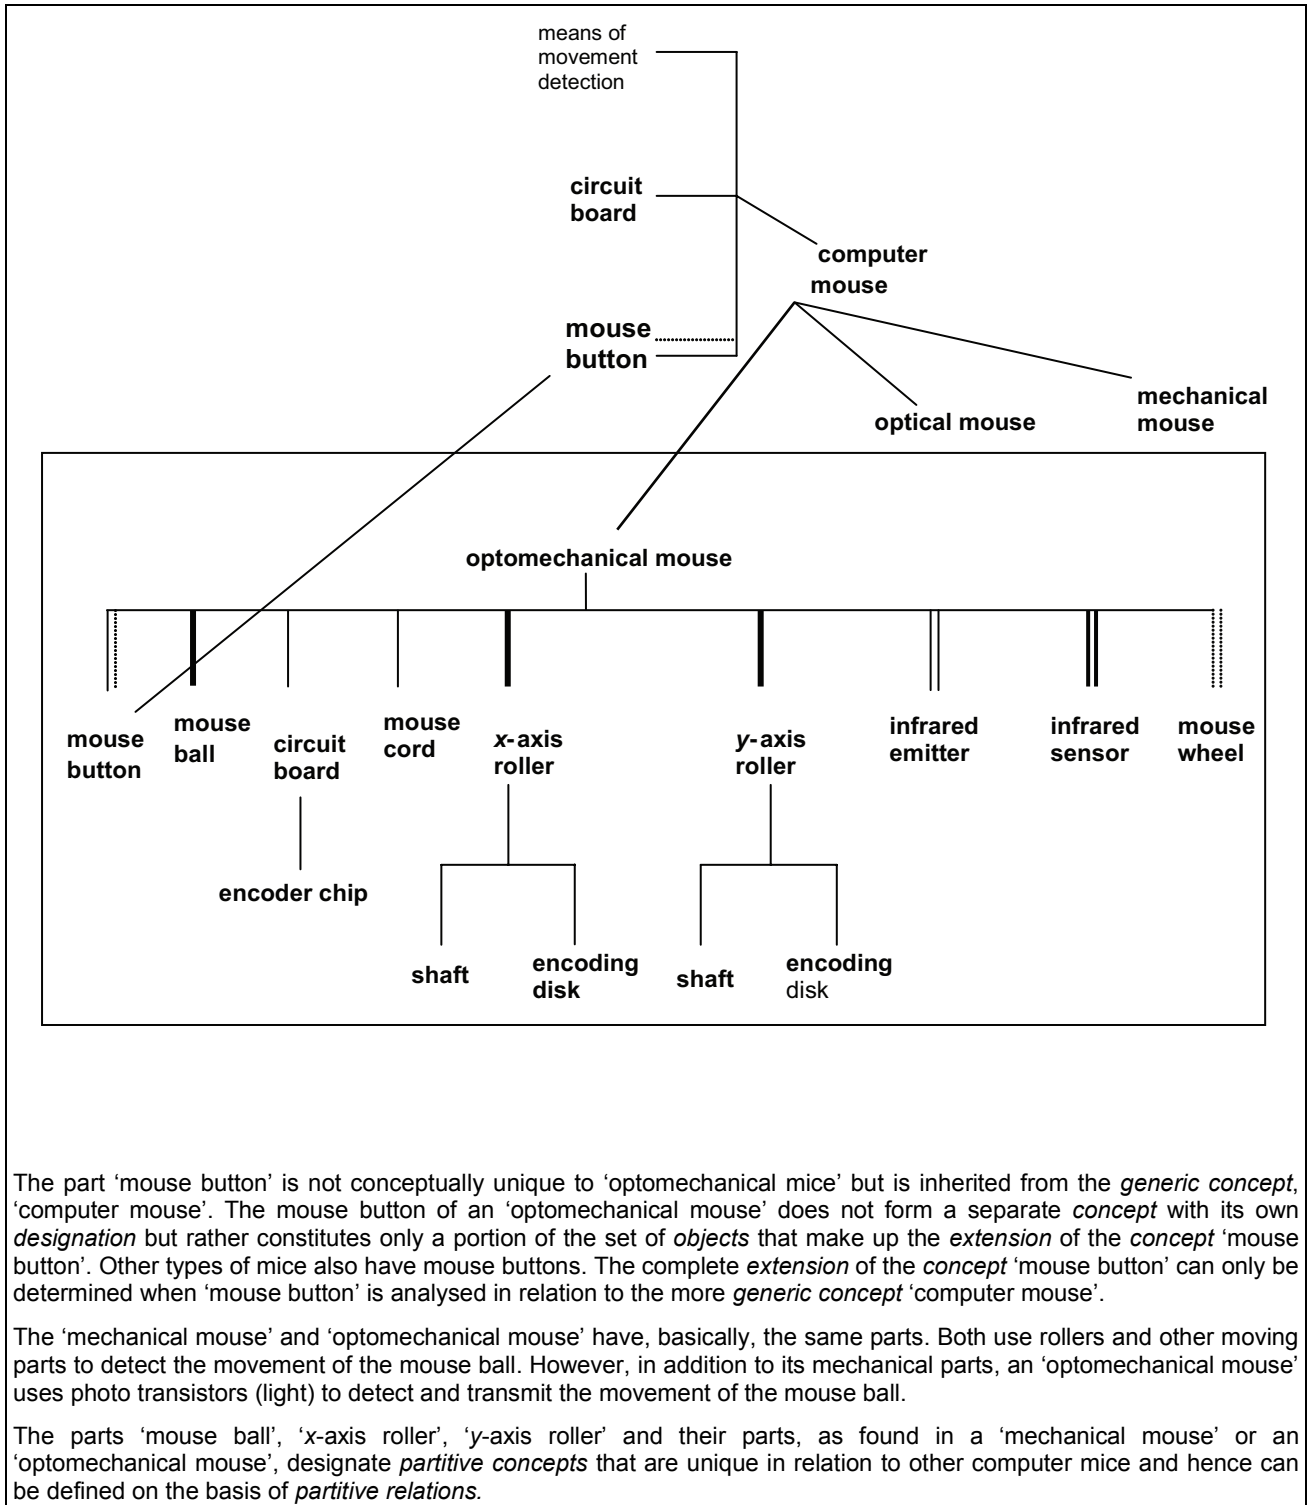 means of
movement
detection
circuit
board
computer
mouse
mouse
button
mechanical
mouse
optical mouse
optomechanical mouse
mouse
button
mouse
ball
circuit
board
mouse
cord
x-axis
roller
y-axis
roller
infrared
emitter
infrared
sensor
mouse
wheel
encoder chip
shaft
encoding
disk
shaft
encoding
disk
The part ‘mouse button’ is not conceptually unique to ‘optomechanical mice’ but is inherited from the generic concept,
‘computer mouse’. The mouse button of an ‘optomechanical mouse’ does not form a separate concept with its own
designation but rather constitutes only a portion of the set of objects that make up the extension of the concept ‘mouse
button’. Other types of mice also have mouse buttons. The complete extension of the concept ‘mouse button’ can only be
determined when ‘mouse button’ is analysed in relation to the more generic concept ‘computer mouse’.
The ‘mechanical mouse’ and ‘optomechanical mouse’ have, basically, the same parts. Both use rollers and other moving
parts to detect the movement of the mouse ball. However, in addition to its mechanical parts, an ‘optomechanical mouse’
uses photo transistors (light) to detect and transmit the movement of the mouse ball.
The parts ‘mouse ball’, ‘x-axis roller’, ‘y-axis roller’ and their parts, as found in a ‘mechanical mouse’ or an
‘optomechanical mouse’, designate partitive concepts that are unique in relation to other computer mice and hence can
be defined on the basis of partitive relations.